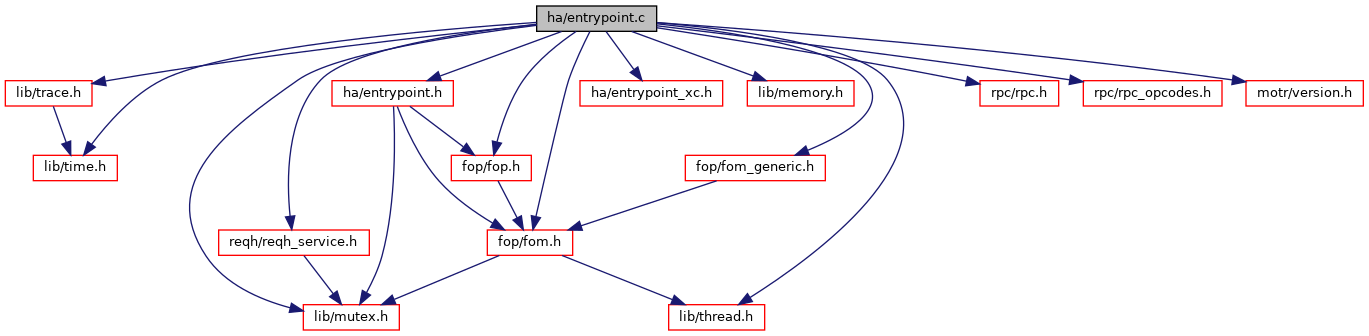 ha/entrypoint.c
lib/trace.h
ha/entrypoint.h
ha/entrypoint_xc.h
lib/memory.h
rpc/rpc.h
rpc/rpc_opcodes.h
motr/version.h
lib/time.h
fop/fop.h
fop/fom_generic.h
reqh/reqh_service.h
fop/fom.h
lib/mutex.h
lib/thread.h